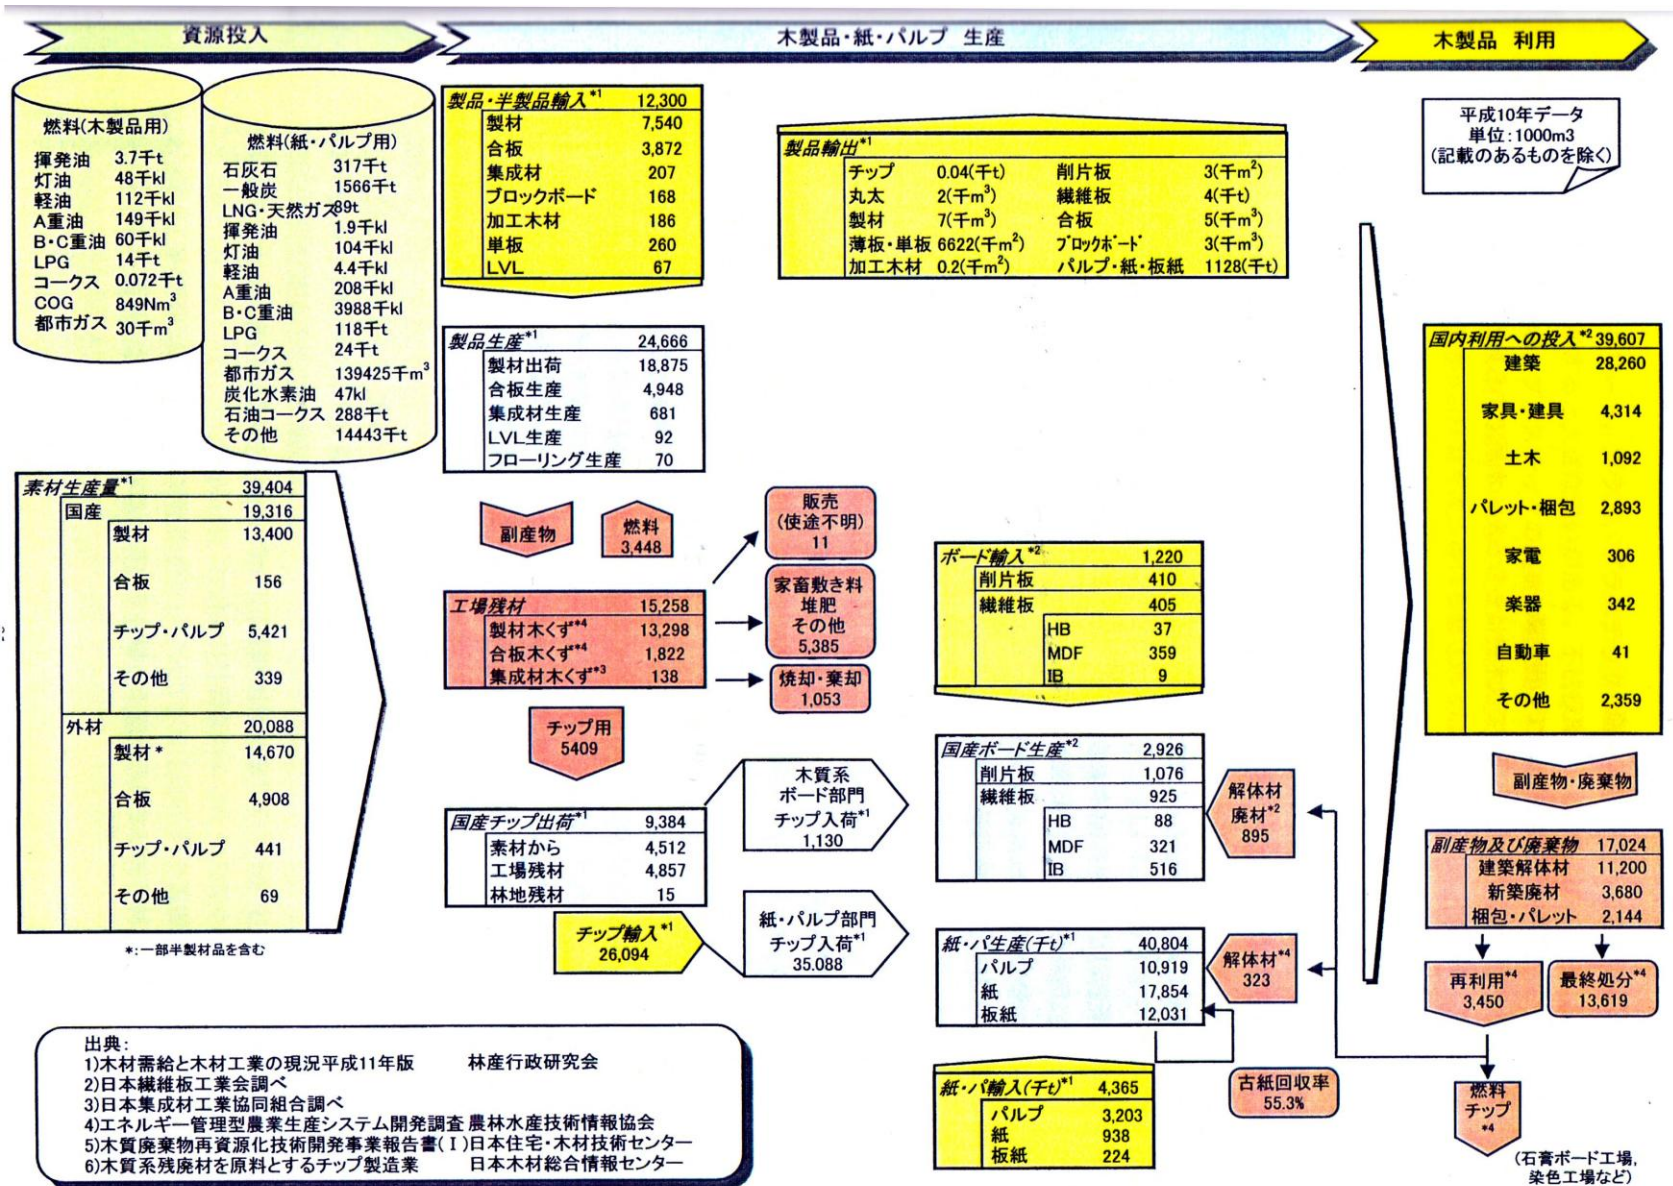 資源投入
木製品・紙・パルプ 生産
木製品 利用
燃料(木製品用)
揮発油 3.7千t
灯油 48千kl
軽油 112千kl
A重油 149千kl
B・C重油 60千kl
LPG 14千t
コークス 0.072千t
COG 849Nm³
都市ガス 30千m³
燃料(紙・パルプ用)
石灰石 317千t
一般炭 1566千t
LNG・天然ガス89t
揮発油 1.9千kl
灯油 104千kl
軽油 4.4千kl
A重油 208千kl
B・C重油 3988千kl
LPG 118千t
コークス 24千t
都市ガス 139425千m³
炭化水素油 47kl
石油コークス 288千t
その他 14443千t
素材生産量*1 39,404
国産 19,316
製材 13,400
合板 156
チップ・パルプ 5,421
その他 339
外材 20,088
製材* 14,670
合板 4,908
チップ・パルプ 441
その他 69
*:一部半製材品を含む
製品・半製品輸入*1 12,300
製材 7,540
合板 3,872
集成材 207
ブロックボード 168
加工木材 186
単板 260
LVL 67
製品生産*1 24,666
製材出荷 18,875
合板生産 4,948
集成材生産 681
LVL生産 92
フローリング生産 70
副産物
燃料
3,448
工場残材 15,258
製材木くず*4 13,298
合板木くず*4 1,822
集成材木くず*3 138
販売
(使途不明)
11
家畜敷き料
堆肥
その他
5,385
焼却・棄却
1,053
チップ用
5409
国産チップ出荷*1 9,384
素材から 4,512
工場残材 4,857
林地残材 15
チップ輸入*1
26,094
木質系
ボード部門
チップ入荷*1
1,130
紙・パルプ部門
チップ入荷*1
35.088
製品輸出*1
チップ 0.04(千t) 削片板 3(千m²)
丸太 2(千m³) 繊維板 4(千t)
製材 7(千m³) 合板 5(千m³)
薄板・単板 6622(千m²) ブロックボード 3(千m³)
加工木材 0.2(千m²) パルプ・紙・板紙 1128(千t)
ボード輸入*2 1,220
削片板 410
繊維板 405
HB 37
MDF 359
IB 9
国産ボード生産*2 2,926
削片板 1,076
繊維板 925
HB 88
MDF 321
IB 516
解体材
廃材*2
895
紙・パ生産(千t)*1 40,804
パルプ 10,919
紙 17,854
板紙 12,031
解体材*4
323
紙・パ輸入(千t)*1 4,365
パルプ 3,203
紙 938
板紙 224
古紙回収率
55.3%
平成10年データ
単位:1000m3
(記載のあるものを除く)
国内利用への投入*2 39,607
建築 28,260
家具・建具 4,314
土木 1,092
パレット・梱包 2,893
家電 306
楽器 342
自動車 41
その他 2,359
副産物・廃棄物
副産物及び廃棄物 17,024
建築解体材 11,200
新築廃材 3,680
梱包・パレット 2,144
再利用*4
3,450
最終処分*4
13,619
燃料
チップ
*4
(石膏ボード工場,
染色工場など)
出典:
1)木材需給と木材工業の現況平成11年版 林産行政研究会
2)日本繊維板工業会調べ
3)日本集成材工業協同組合調べ
4)エネルギー管理型農業生産システム開発調査 農林水産技術情報協会
5)木質廃棄物再資源化技術開発事業報告書(Ⅰ)日本住宅・木材技術センター
6)木質系残廃材を原料とするチップ製造業 日本木材総合情報センター